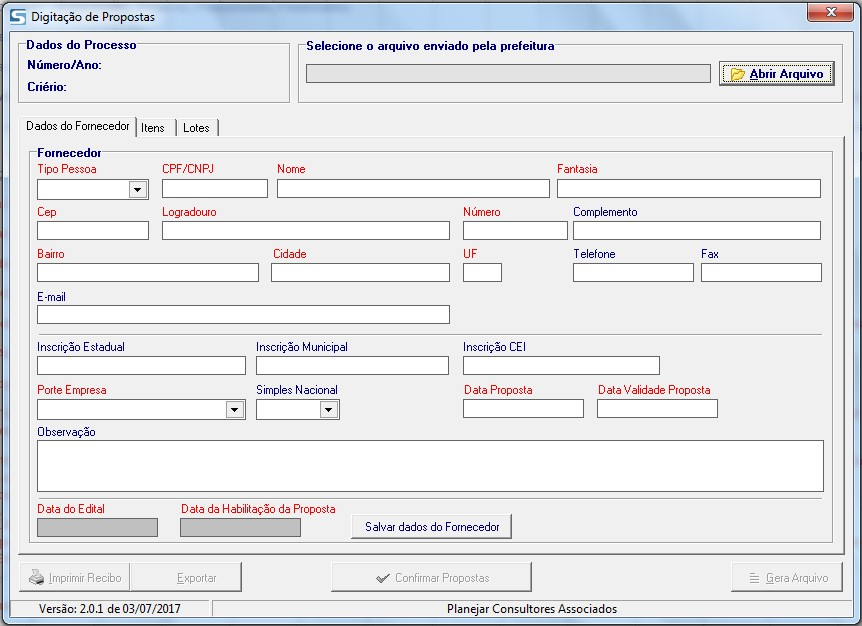 Digitação de Propostas
Dados do Processo
Número/Ano:
Criério:
Selecione o arquivo enviado pela prefeitura
Abrir Arquivo
Dados do Fornecedor Itens Lotes
Fornecedor
Tipo Pessoa CPF/CNPJ Nome Fantasia
Cep Logradouro Número Complemento
Bairro Cidade UF Telefone Fax
E-mail
Inscrição Estadual Inscrição Municipal Inscrição CEI
Porte Empresa Simples Nacional Data Proposta Data Validade Proposta
Observação
Data do Edital Data da Habilitação da Proposta
Salvar dados do Fornecedor
Imprimir Recibo Exportar Confirmar Propostas Gera Arquivo
Versão: 2.0.1 de 03/07/2017 Planejar Consultores Associados